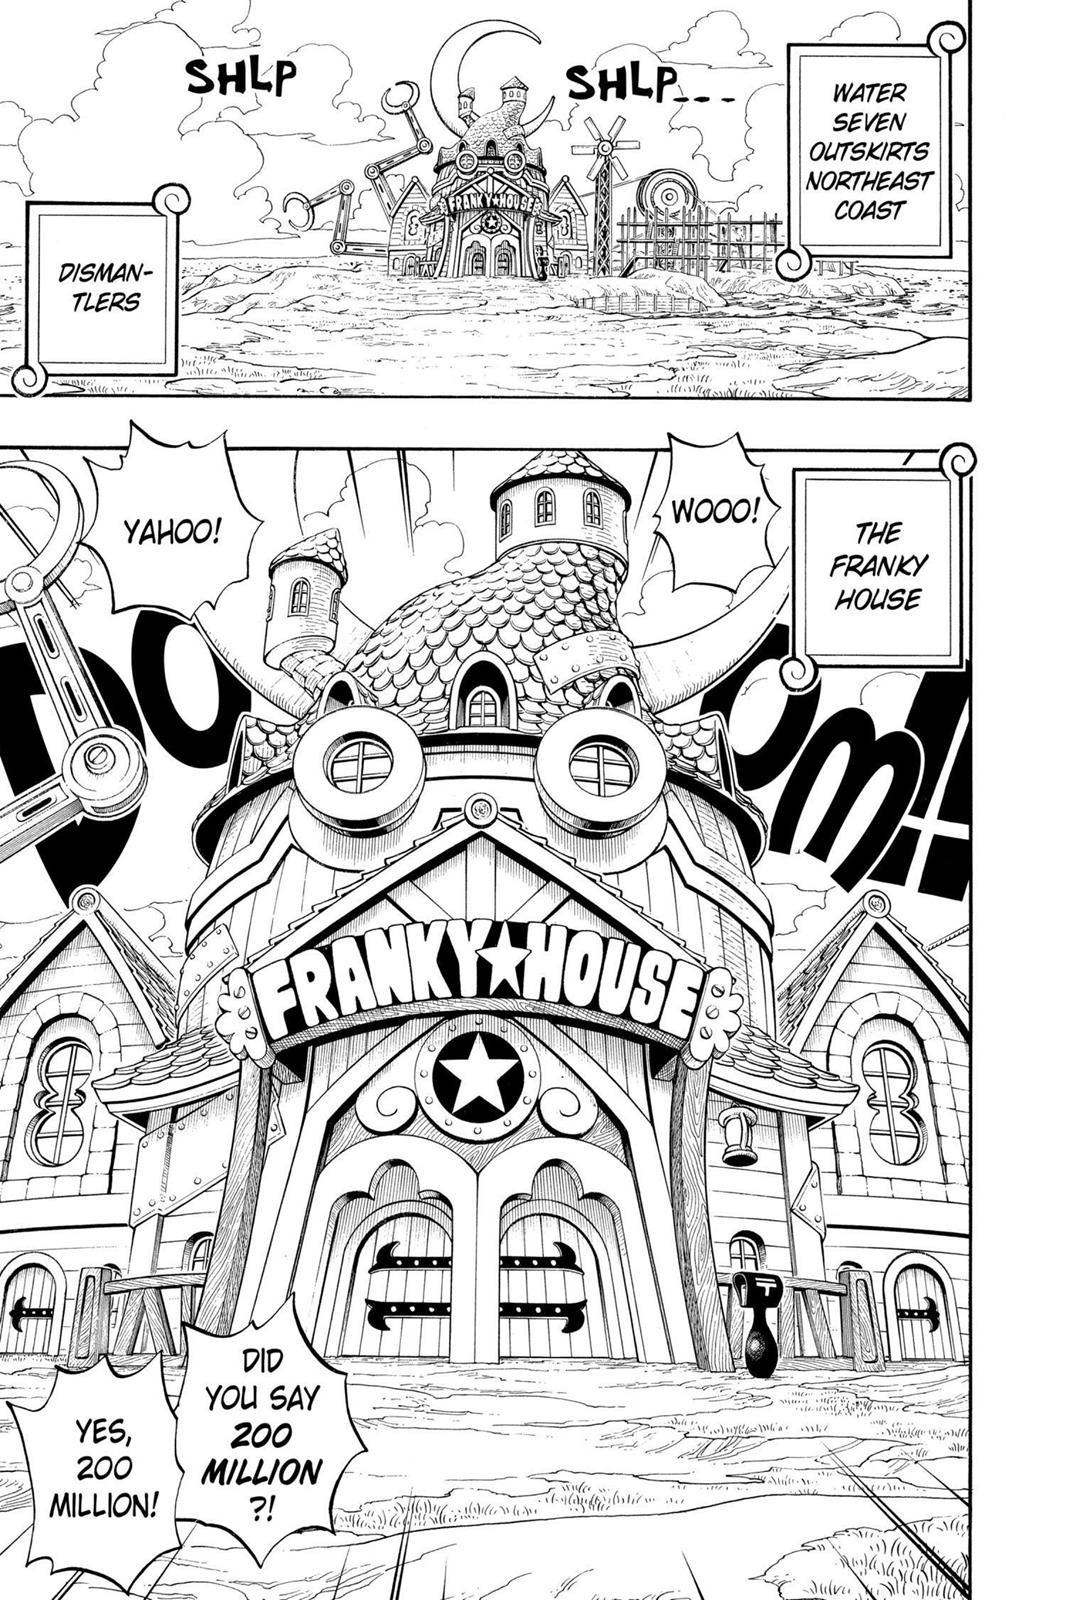 SHLP
SHLP...
WATER
SEVEN
OUTSKIRTS
NORTHEAST
COAST
DISMAN-
TLERS
WOOO!
THE
FRANKY
HOUSE
YAHOO!
FRANKY★HOUSE
FRANKY★HOUSE
DID
YOU SAY
200
MILLION
?!
YES,
200
MILLION!